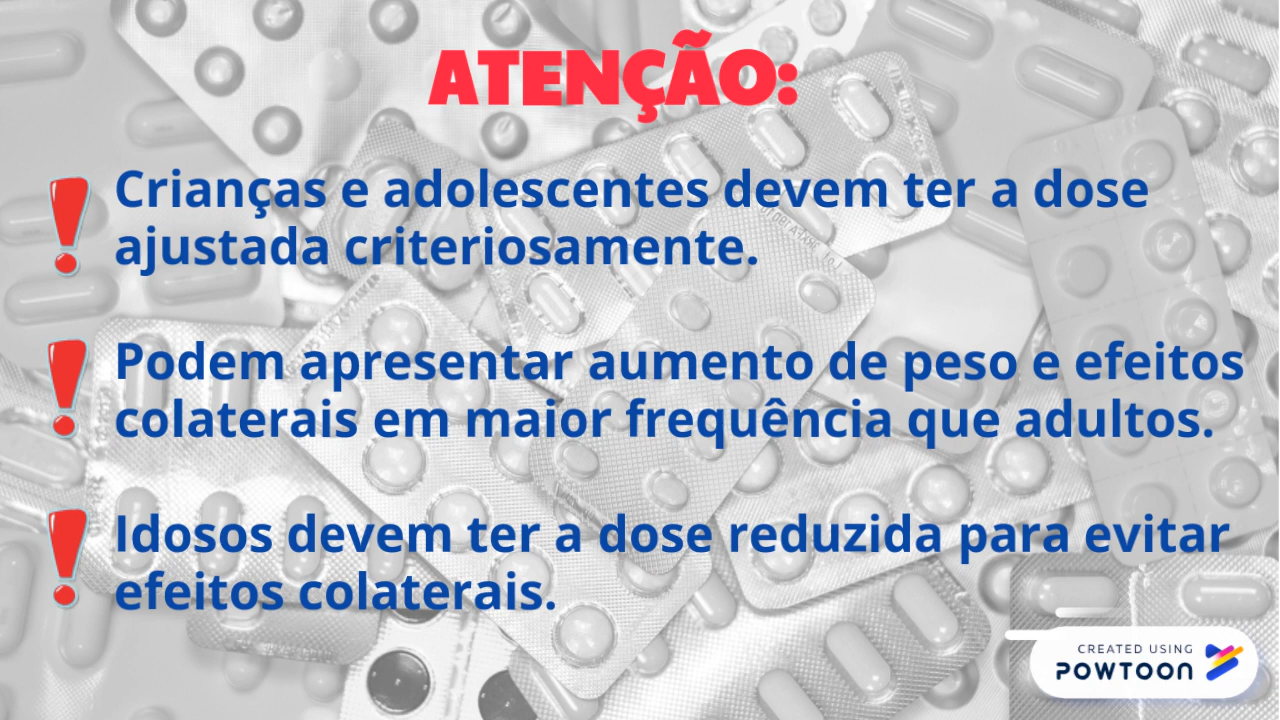 ATENÇÃO:
Crianças e adolescentes devem ter a dose
ajustada criteriosamente.
Podem apresentar aumento de peso e efeitos
colaterais em maior frequência que adultos.
Idosos devem ter a dose reduzida para evitar
efeitos colaterais.
CREATED USING
POWTOON